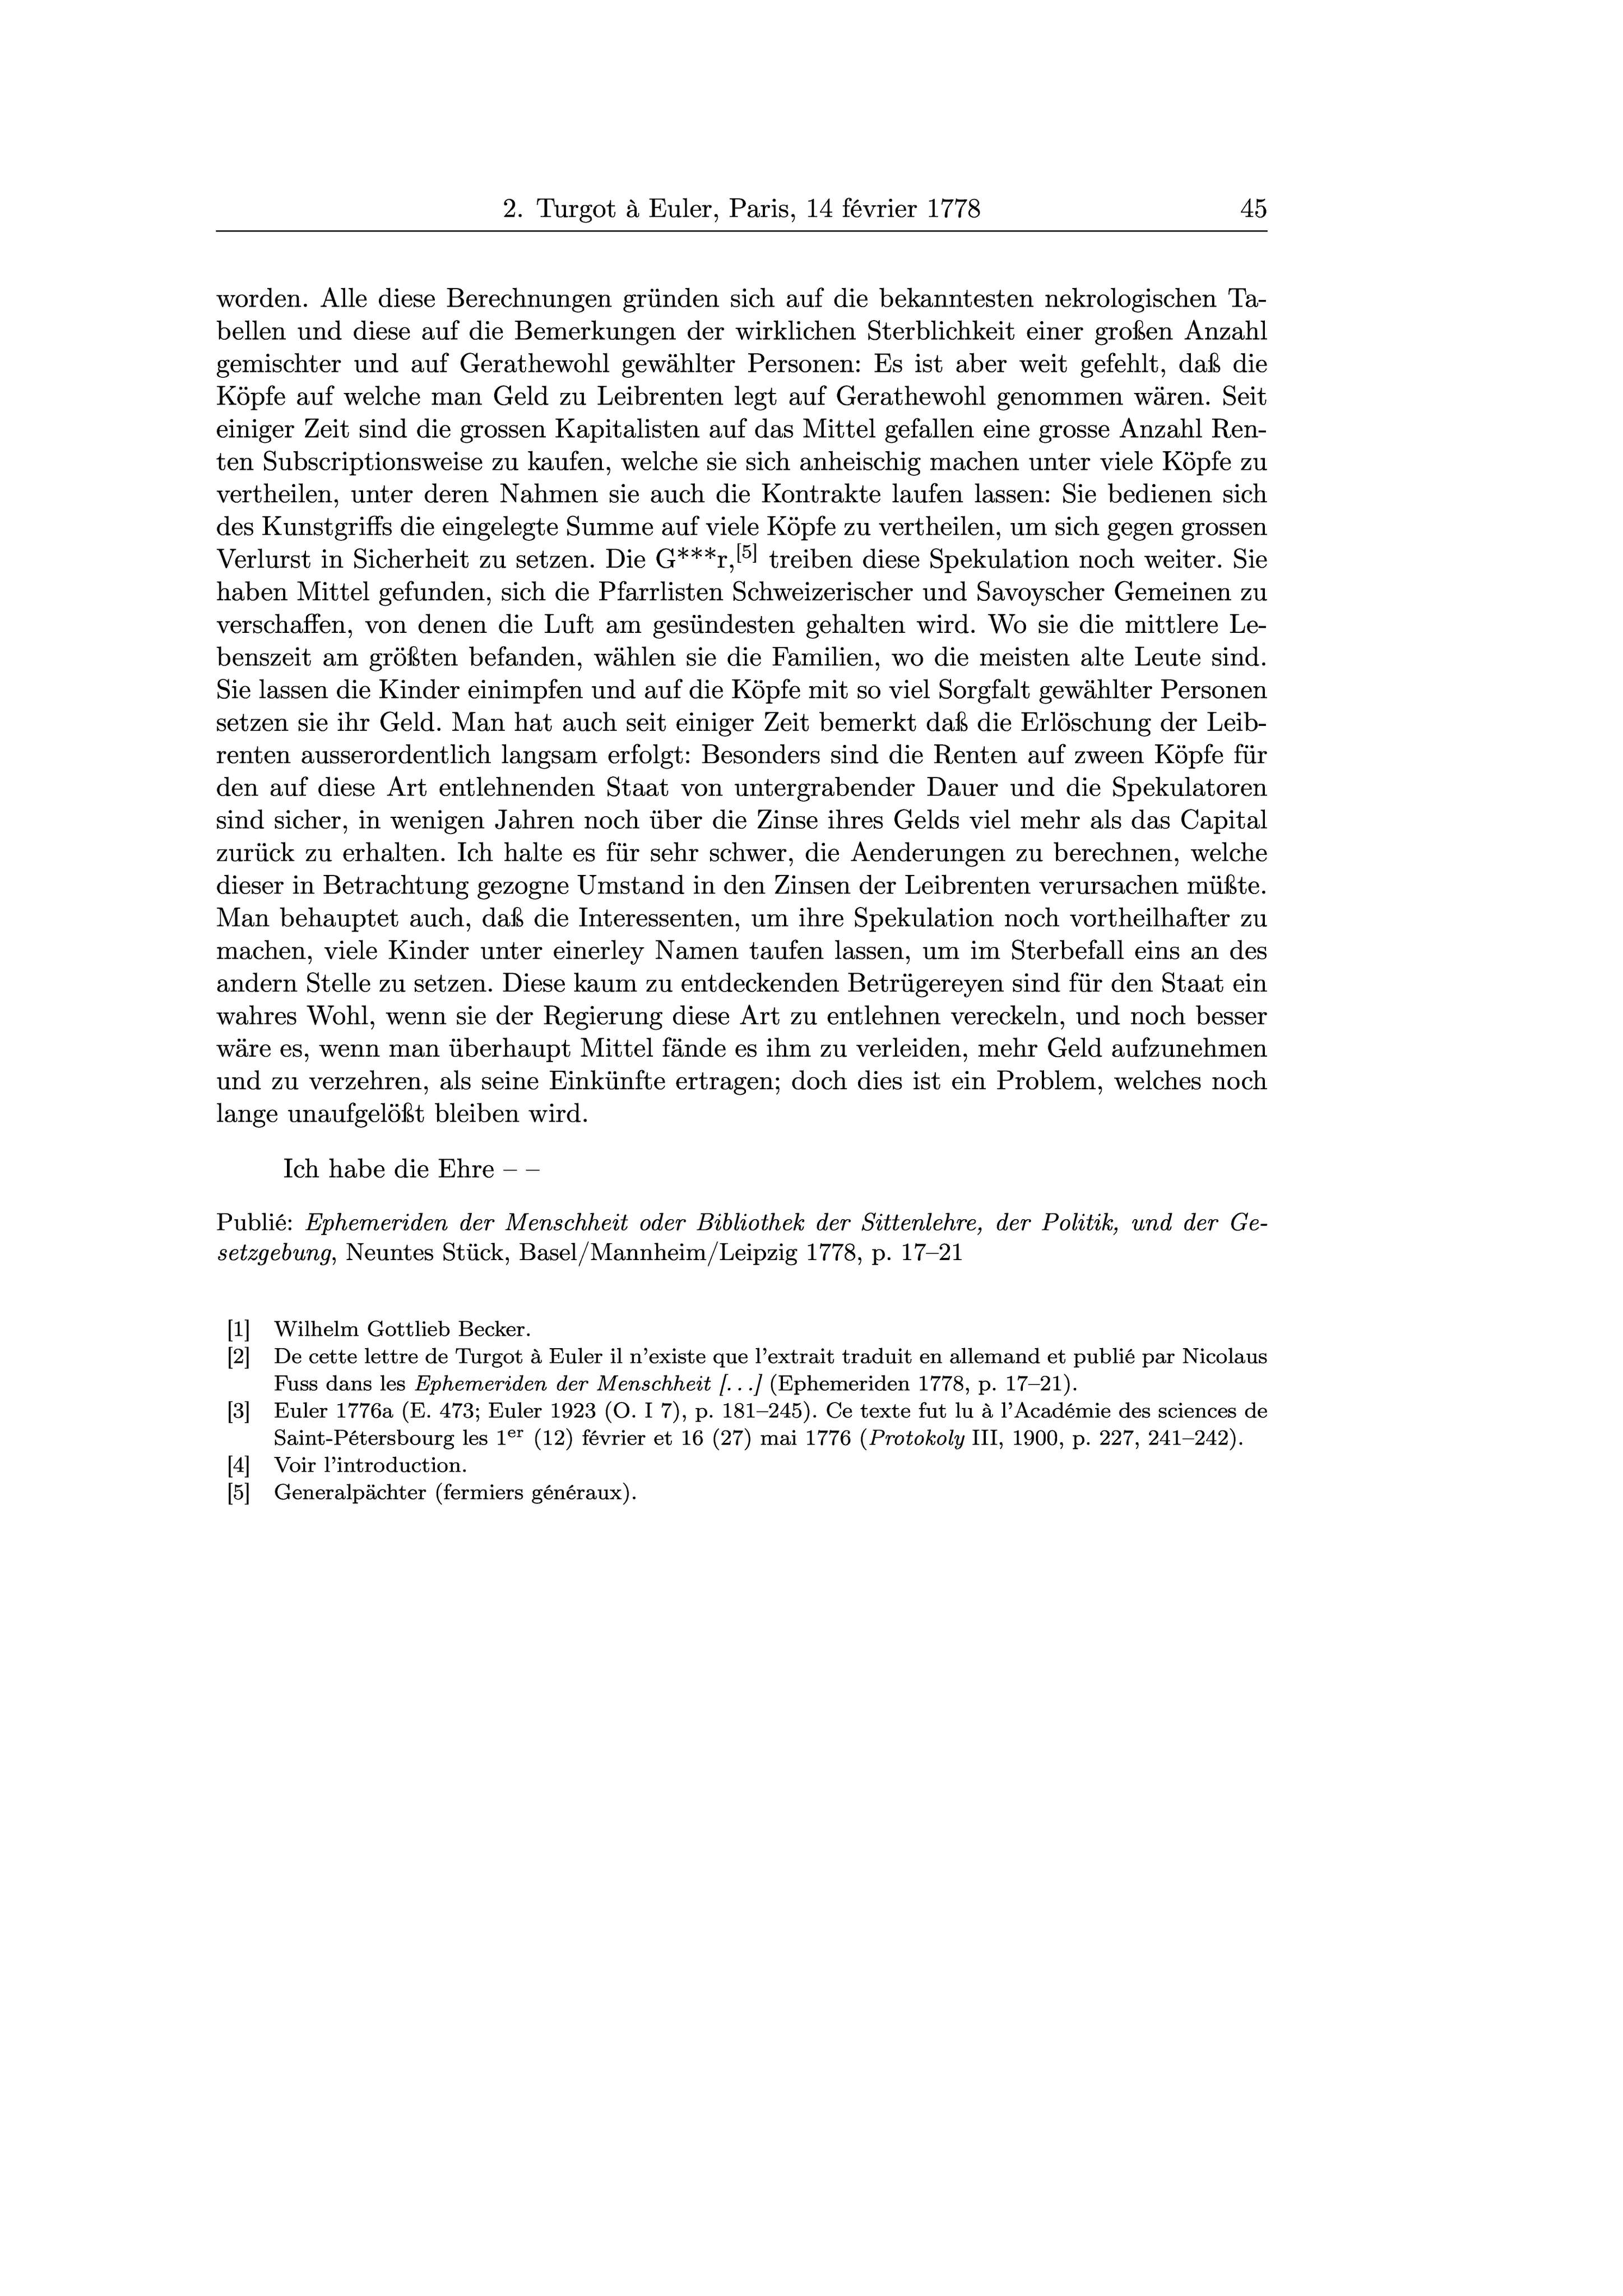 2. Turgot à Euler, Paris, 14 février 1778 45
worden. Alle diese Berechnungen gründen sich auf die bekanntesten nekrologischen Ta-
bellen und diese auf die Bemerkungen der wirklichen Sterblichkeit einer großen Anzahl
gemischter und auf Gerathewohl gewählter Personen: Es ist aber weit gefehlt, daß die
Köpfe auf welche man Geld zu Leibrenten legt auf Gerathewohl genommen wären. Seit
einiger Zeit sind die grossen Kapitalisten auf das Mittel gefallen eine grosse Anzahl Ren-
ten Subscriptionsweise zu kaufen, welche sie sich anheischig machen unter viele Köpfe zu
vertheilen, unter deren Nahmen sie auch die Kontrakte laufen lassen: Sie bedienen sich
des Kunstgriffs die eingelegte Summe auf viele Köpfe zu vertheilen, um sich gegen grossen
Verlurst in Sicherheit zu setzen. Die G***r,[5] treiben diese Spekulation noch weiter. Sie
haben Mittel gefunden, sich die Pfarrlisten Schweizerischer und Savoyscher Gemeinen zu
verschaffen, von denen die Luft am gesündesten gehalten wird. Wo sie die mittlere Le-
benszeit am größten befanden, wählen sie die Familien, wo die meisten alte Leute sind.
Sie lassen die Kinder einimpfen und auf die Köpfe mit so viel Sorgfalt gewählter Personen
setzen sie ihr Geld. Man hat auch seit einiger Zeit bemerkt daß die Erlöschung der Leib-
renten ausserordentlich langsam erfolgt: Besonders sind die Renten auf zween Köpfe für
den auf diese Art entlehnenden Staat von untergrabender Dauer und die Spekulatoren
sind sicher, in wenigen Jahren noch über die Zinse ihres Gelds viel mehr als das Capital
zurück zu erhalten. Ich halte es für sehr schwer, die Aenderungen zu berechnen, welche
dieser in Betrachtung gezogne Umstand in den Zinsen der Leibrenten verursachen müßte.
Man behauptet auch, daß die Interessenten, um ihre Spekulation noch vortheilhafter zu
machen, viele Kinder unter einerley Namen taufen lassen, um im Sterbefall eins an des
andern Stelle zu setzen. Diese kaum zu entdeckenden Betrügereyen sind für den Staat ein
wahres Wohl, wenn sie der Regierung diese Art zu entlehnen vereckeln, und noch besser
wäre es, wenn man überhaupt Mittel fände es ihm zu verleiden, mehr Geld aufzunehmen
und zu verzehren, als seine Einkünfte ertragen; doch dies ist ein Problem, welches noch
lange unaufgelößt bleiben wird.
Ich habe die Ehre – –
Publié: Ephemeriden der Menschheit oder Bibliothek der Sittenlehre, der Politik, und der Ge-
setzgebung, Neuntes Stück, Basel/Mannheim/Leipzig 1778, p. 17–21
[1] Wilhelm Gottlieb Becker.
[2] De cette lettre de Turgot à Euler il n'existe que l'extrait traduit en allemand et publié par Nicolaus
Fuss dans les Ephemeriden der Menschheit [...] (Ephemeriden 1778, p. 17–21).
[3] Euler 1776a (E. 473; Euler 1923 (O. I 7), p. 181–245). Ce texte fut lu à l'Académie des sciences de
Saint-Pétersbourg les 1er (12) février et 16 (27) mai 1776 (Protokoly III, 1900, p. 227, 241–242).
[4] Voir l'introduction.
[5] Generalpächter (fermiers généraux).